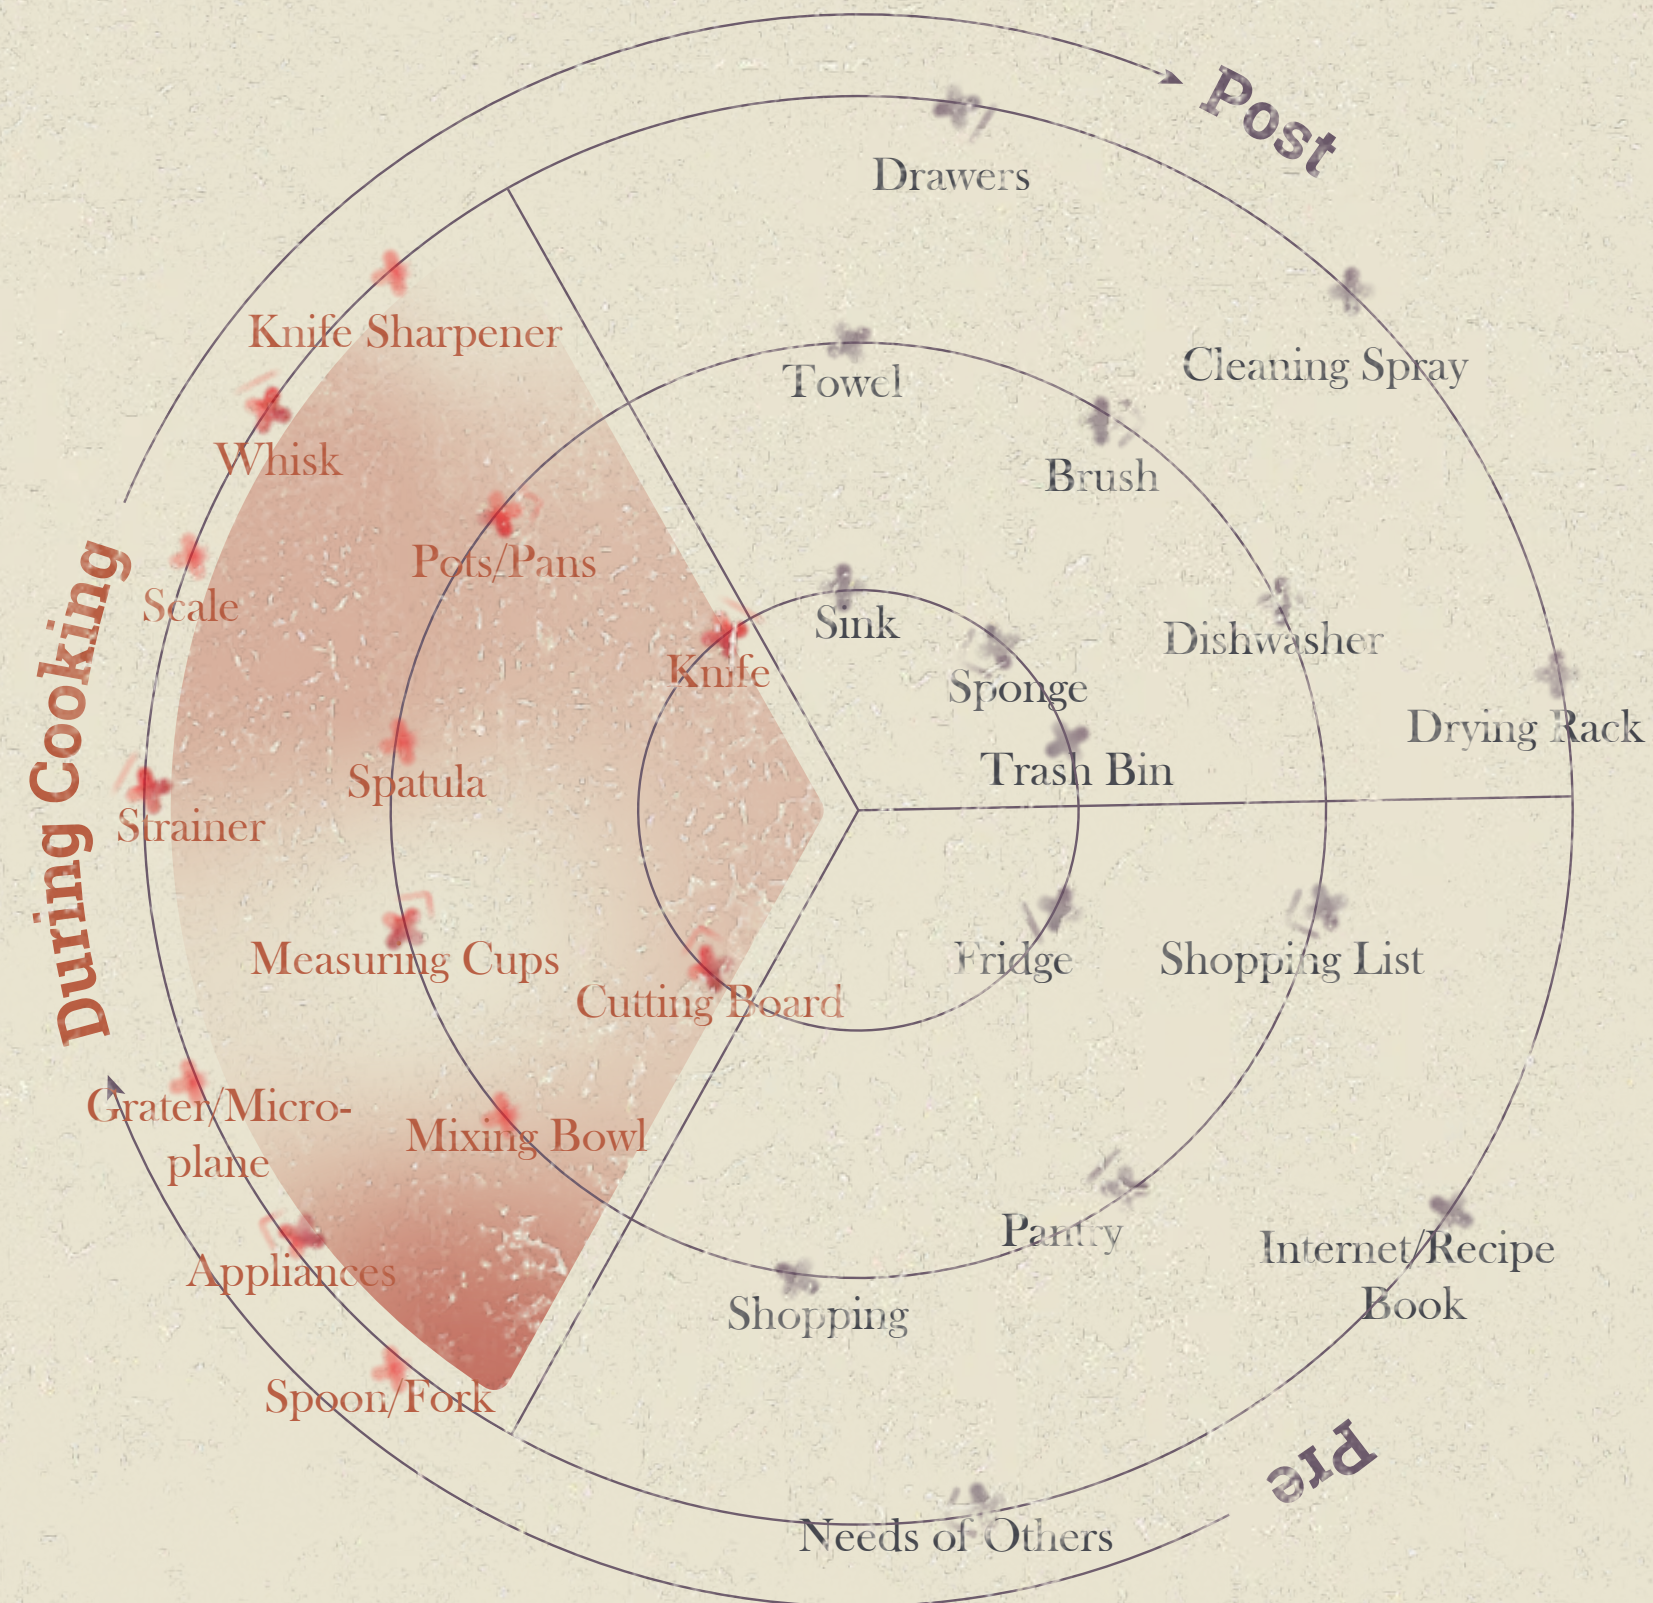 Post
Drawers
Knife Sharpener
Cleaning Spray
Towel
Whisk
Brush
Pots/Pans
Scale
Sink
Dishwasher
Knife
Sponge
Drying Rack
Trash Bin
Spatula
During Cooking
Strainer
Measuring Cups
Fridge
Shopping List
Cutting Board
Grater/Micro-
plane
Mixing Bowl
Pantry
Internet/Recipe
Book
Appliances
Shopping
Spoon/Fork
Pre
Needs of Others